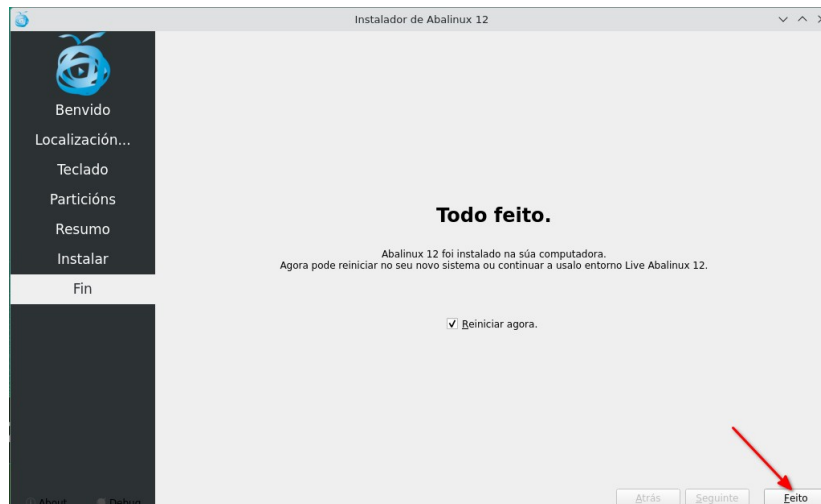 Instalador de Abalinux 12
Benvido
Localización...
Teclado
Particións
Resumo
Instalar
Fin
Todo feito.
Abalinux 12 foi instalado na súa computadora.
Agora pode reiniciar no seu novo sistema ou continuar a usalo entorno Live Abalinux 12.
Reiniciar agora.
About Debug
Atrás Seguinte Feito